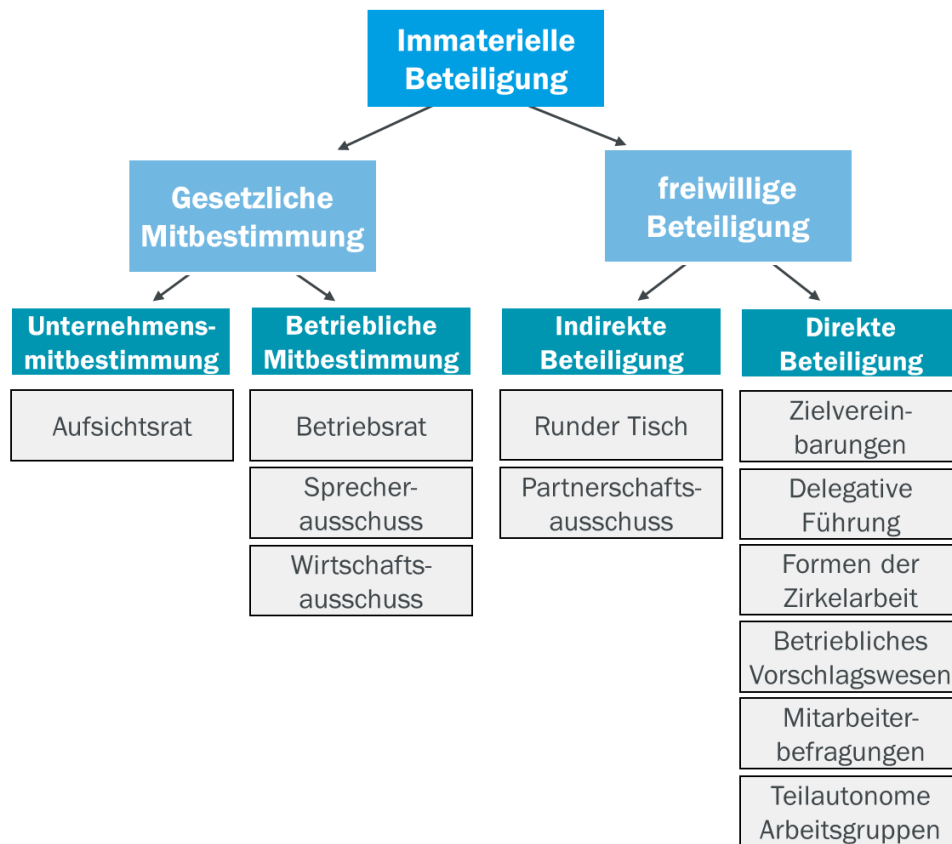 Immaterielle
Beteiligung
Gesetzliche
Mitbestimmung
freiwillige
Beteiligung
Unternehmens-
mitbestimmung
Betriebliche
Mitbestimmung
Indirekte
Beteiligung
Direkte
Beteiligung
Aufsichtsrat
Betriebsrat
Sprecher-
ausschuss
Wirtschafts-
ausschuss
Runder Tisch
Partnerschafts-
ausschuss
Zielverein-
barungen
Delegative
Führung
Formen der
Zirkelarbeit
Betriebliches
Vorschlagswesen
Mitarbeiter-
befragungen
Teilautonome
Arbeitsgruppen